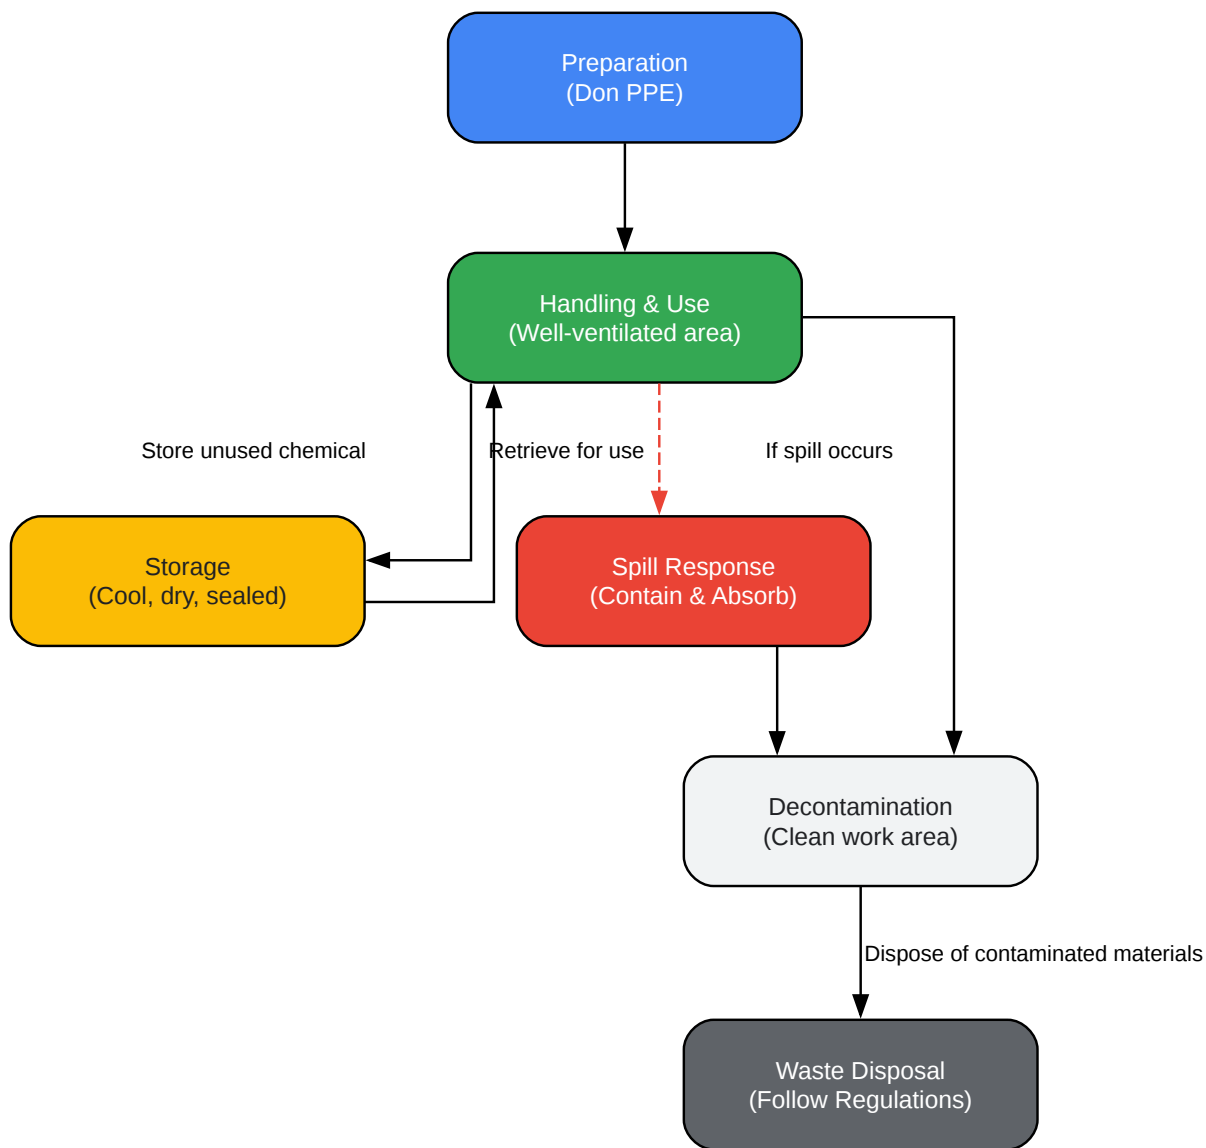 Preparation
(Don PPE)
Handling & Use
(Well-ventilated area)
Store unused chemical
Retrieve for use
If spill occurs
Storage
(Cool, dry, sealed)
Spill Response
(Contain & Absorb)
Decontamination
(Clean work area)
Dispose of contaminated materials
Waste Disposal
(Follow Regulations)